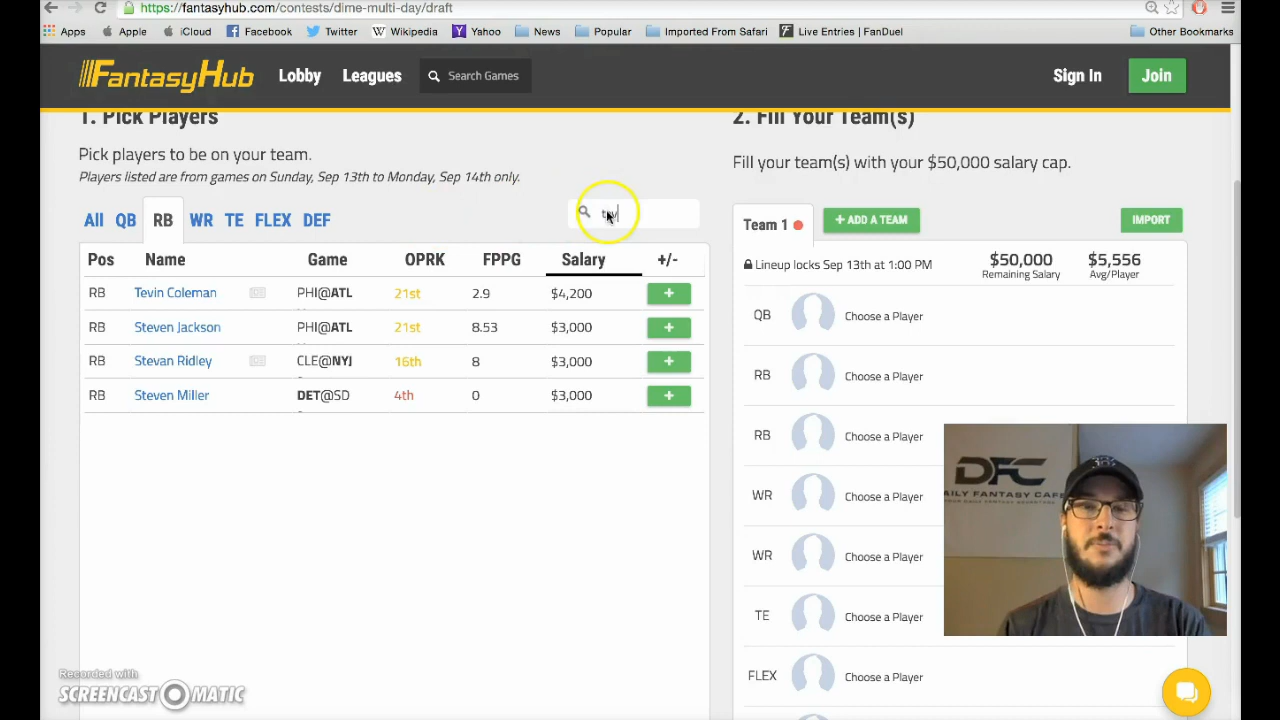 https://fantasyhub.com/contests/dime-multi-day/draft
Apps Apple iCloud Facebook Twitter Wikipedia Yahoo News Popular Imported From Safari Live Entries | FanDuel Other Bookmarks
FantasyHub Lobby Leagues Search Games Sign In Join
1. Pick Players
2. Fill Your Team(s)
Pick players to be on your team.
Players listed are from games on Sunday, Sep 13th to Monday, Sep 14th only.
Fill your team(s) with your $50,000 salary cap.
All QB RB WR TE FLEX DEF
Team 1 + ADD A TEAM IMPORT
Pos Name Game OPRK FPPG Salary +/-
RB Tevin Coleman PHI@ATL 21st 2.9 $4,200 +
RB Steven Jackson PHI@ATL 21st 8.53 $3,000 +
RB Stevan Ridley CLE@NYJ 16th 8 $3,000 +
RB Steven Miller DET@SD 4th 0 $3,000 +
Lineup locks Sep 13th at 1:00 PM
$50,000 $5,556
Remaining Salary Avg/Player
QB Choose a Player
RB Choose a Player
RB Choose a Player
WR Choose a Player
WR Choose a Player
TE Choose a Player
FLEX Choose a Player
DFC
DAILY FANTASY CAFE
Recorded with
SCREENCAST-O-MATIC